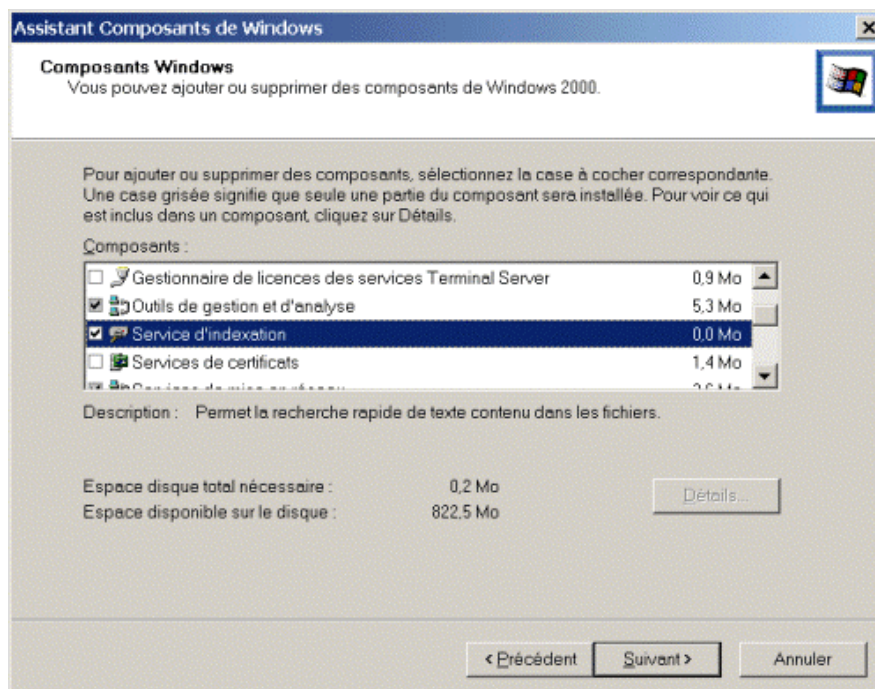 Assistant Composants de Windows
Composants Windows
Vous pouvez ajouter ou supprimer des composants de Windows 2000.
Pour ajouter ou supprimer des composants, sélectionnez la case à cocher correspondante.
Une case grisée signifie que seule une partie du composant sera installée. Pour voir ce qui
est inclus dans un composant, cliquez sur Détails.
Composants :
Gestionnaire de licences des services Terminal Server 0,9 Mo
Outils de gestion et d'analyse 5,3 Mo
Service d'indexation 0,0 Mo
Services de certificats 1,4 Mo
Services de mise en réseau
Description : Permet la recherche rapide de texte contenu dans les fichiers.
Espace disque total nécessaire : 0,2 Mo
Espace disponible sur le disque : 822,5 Mo
Détails...
< Précédent
Suivant >
Annuler